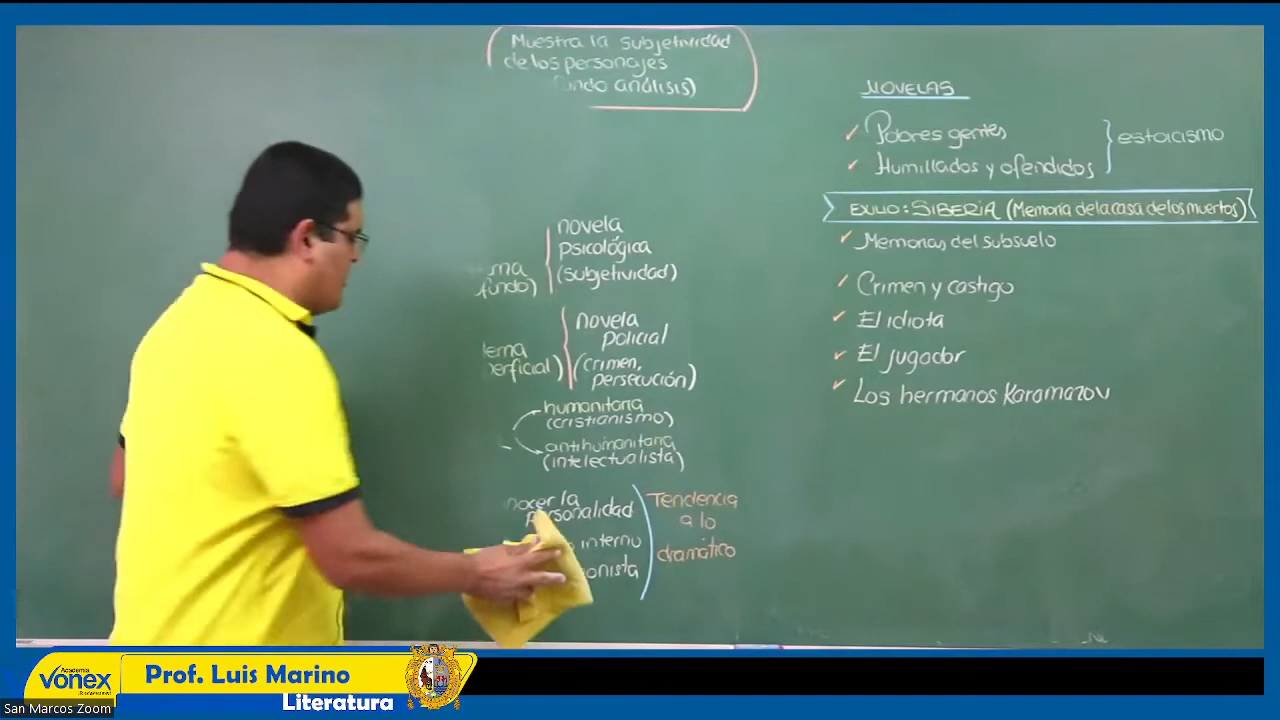 Muestra la subjetividad
de los personajes
análisis)
novela
psicológica
(subjetividad)
novela
policial
(crimen,
persecución)
humanitaria
(cristianismo)
antihumanitaria
(intelectualista)
la
personalidad
interno
Tendencia
a lo
dramático
NOVELAS
Pobres gentes
Humillados y ofendidos
estacismo
EXILIO: SIBERIA (Memoria de la casa de los muertos)
Memorias del subsuelo
Crimen y castigo
El idiota
El jugador
Los hermanos Karamazov
Academia
VONEX
Prof. Luis Marino
Literatura
San Marcos Zoom